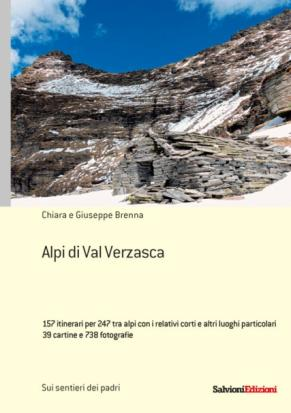 Chiara e Giuseppe Brenna
Alpi di Val Verzasca
157 itinerari per 247 tra alpi con i relativi corti e altri luoghi particolari
39 cartine e 738 fotografie
Sui sentieri dei padri
SalvioniEdizioni